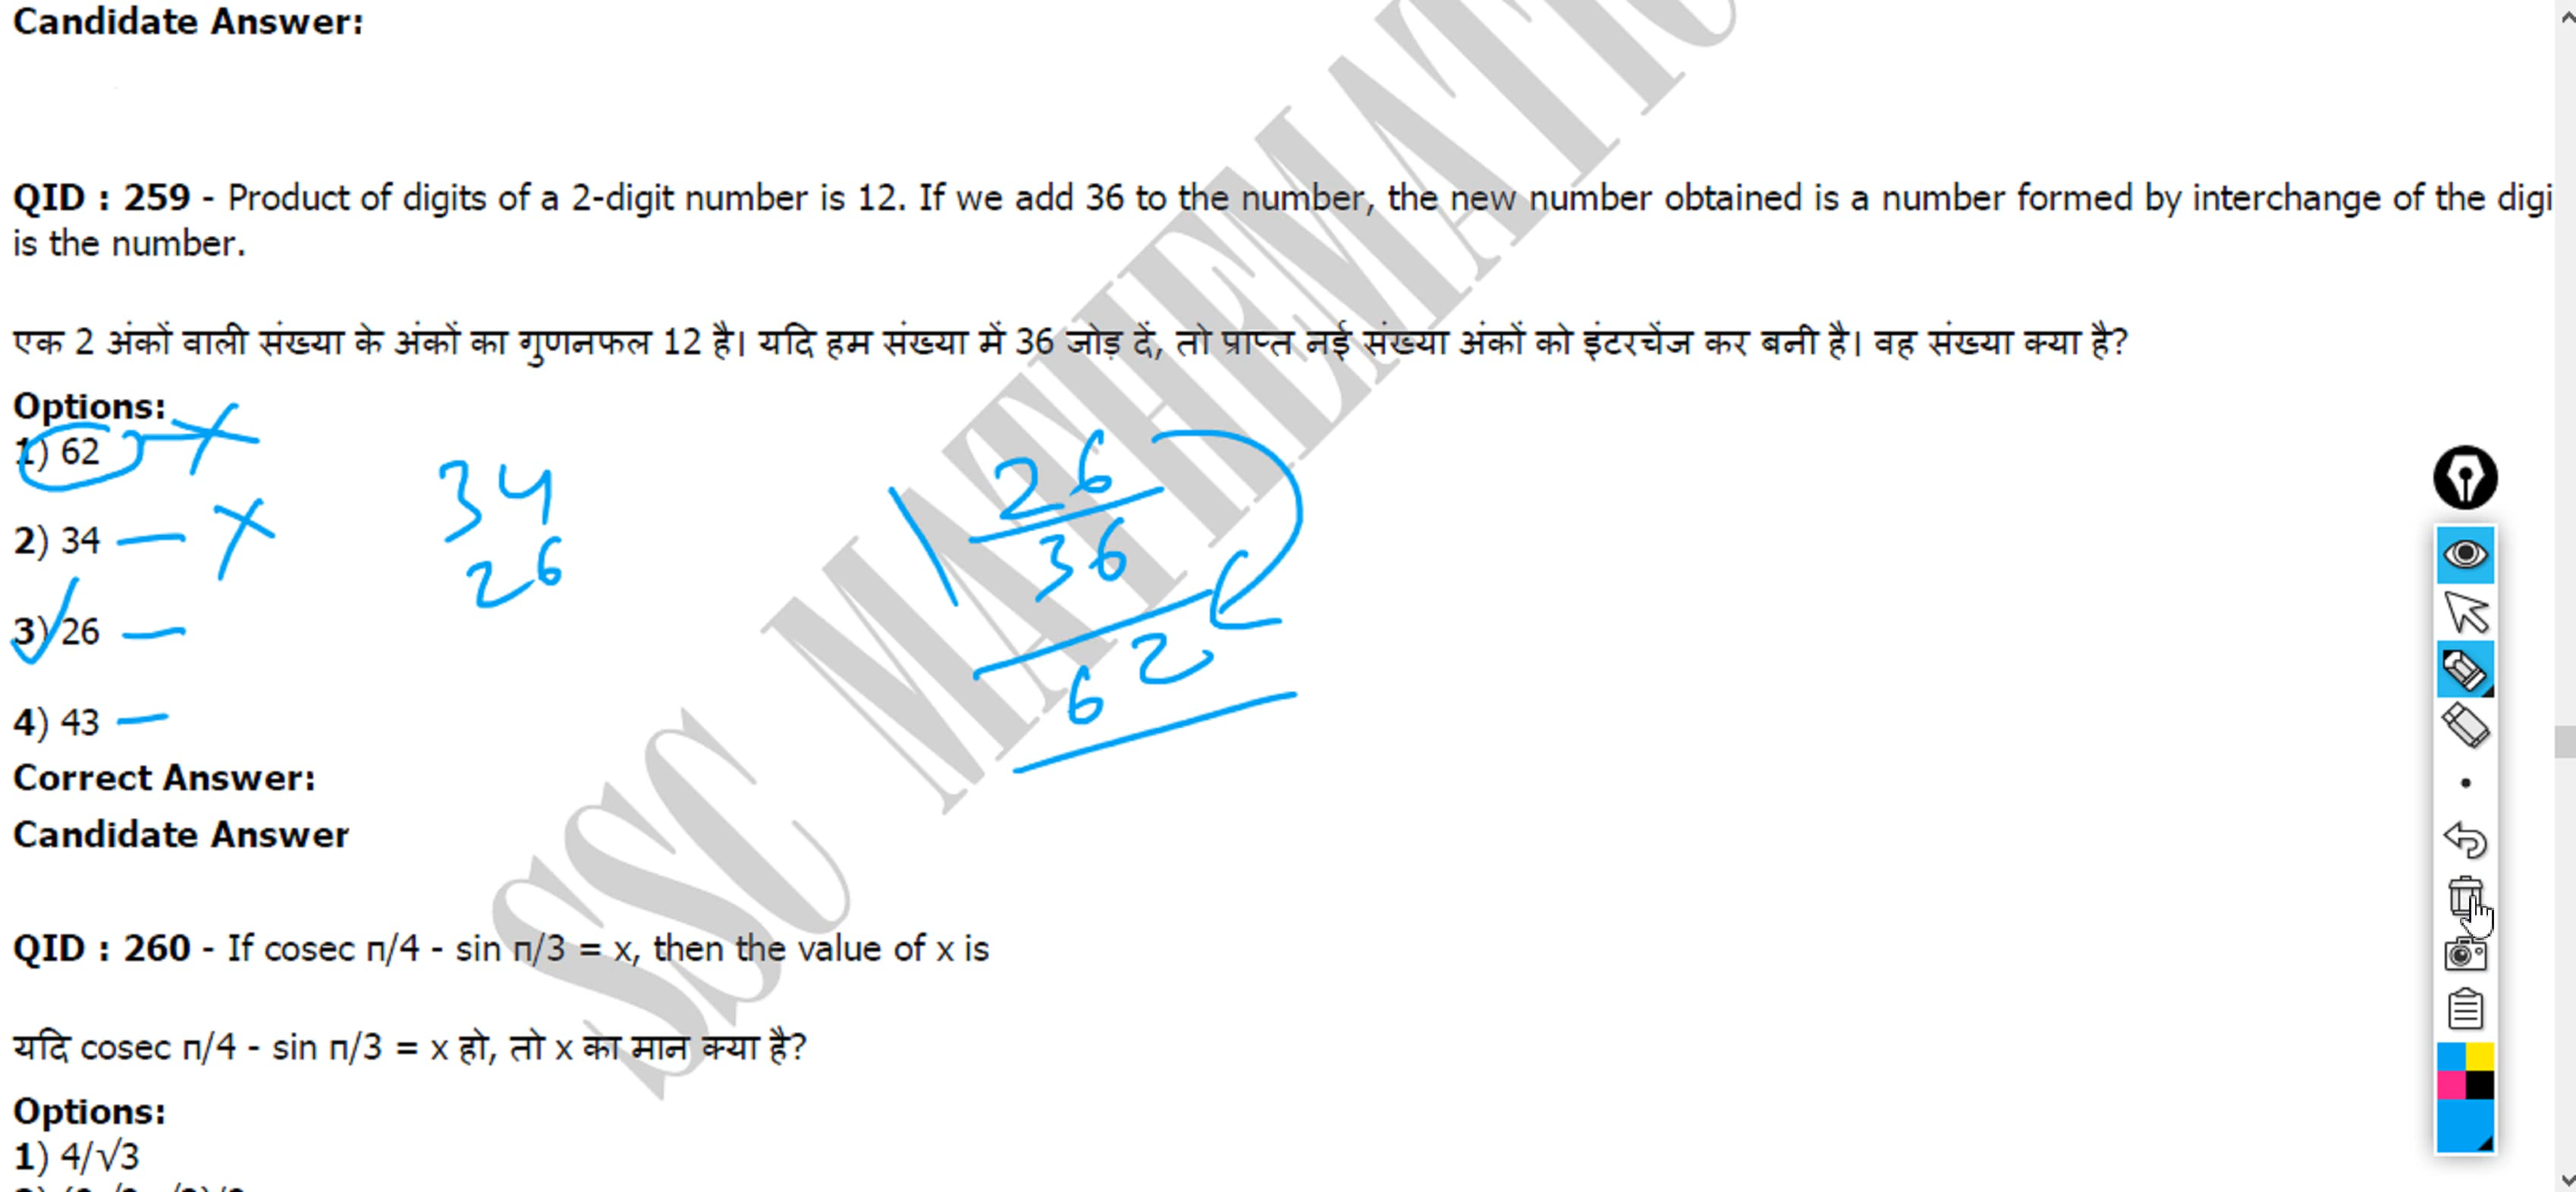 Candidate Answer:
QID : 259 - Product of digits of a 2-digit number is 12. If we add 36 to the number, the new number obtained is a number formed by interchange of the digi
is the number.
एक 2 अंकों वाली संख्या के अंकों का गुणनफल 12 है। यदि हम संख्या में 36 जोड़ दें, तो प्राप्त नई संख्या अंकों को इंटरचेंज कर बनी है। वह संख्या क्या है?
Options:
1) 62
2) 34
3) 26
4) 43
34
26
26
36
62
Correct Answer:
Candidate Answer
QID : 260 - If cosec π/4 - sin π/3 = x, then the value of x is
यदि cosec π/4 - sin π/3 = x हो, तो x का मान क्या है?
Options:
1) 4/√3
SSC MATHEMATIC